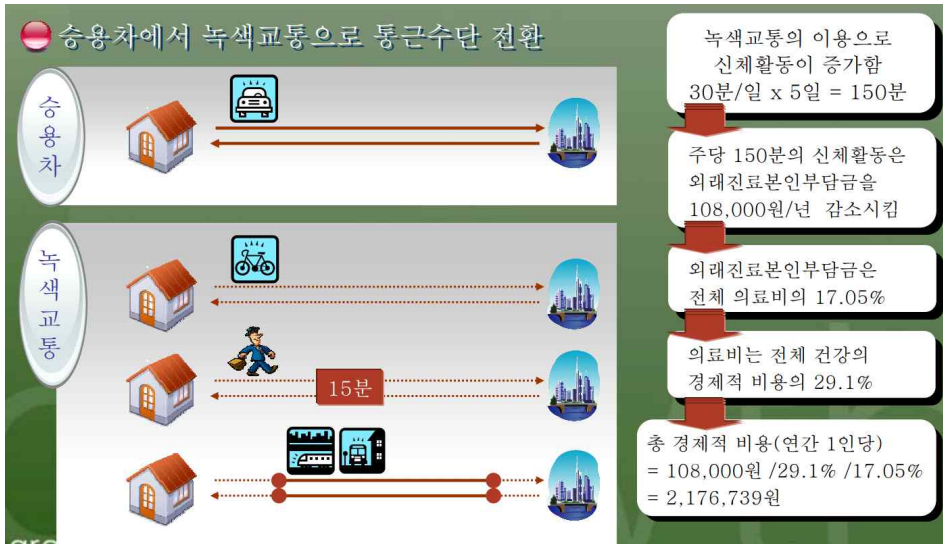 승용차에서 녹색교통으로 통근수단 전환
승용차
녹색교통
15분
녹색교통의 이용으로
신체활동이 증가함
30분/일 x 5일 = 150분
주당 150분의 신체활동은
외래진료본인부담금을
108,000원/년 감소시킴
외래진료본인부담금은
전체 의료비의 17.05%
의료비는 전체 건강의
경제적 비용의 29.1%
총 경제적 비용(연간 1인당)
= 108,000원 /29.1% /17.05%
= 2,176,739원